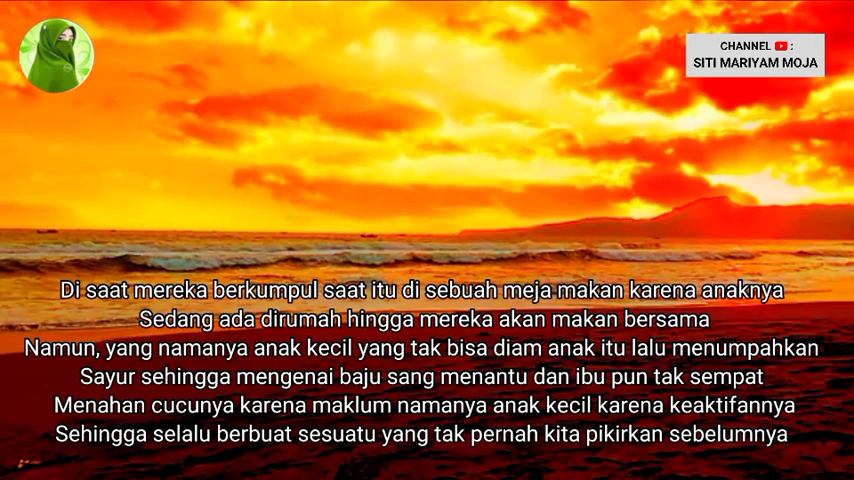 CHANNEL :
SITI MARIYAM MOJA
Di saat mereka berkumpul saat itu di sebuah meja makan karena anaknya
Sedang ada dirumah hingga mereka akan makan bersama
Namun, yang namanya anak kecil yang tak bisa diam anak itu lalu menumpahkan
Sayur sehingga mengenai baju sang menantu dan ibu pun tak sempat
Menahan cucunya karena maklum namanya anak kecil karena keaktifannya
Sehingga selalu berbuat sesuatu yang tak pernah kita pikirkan sebelumnya